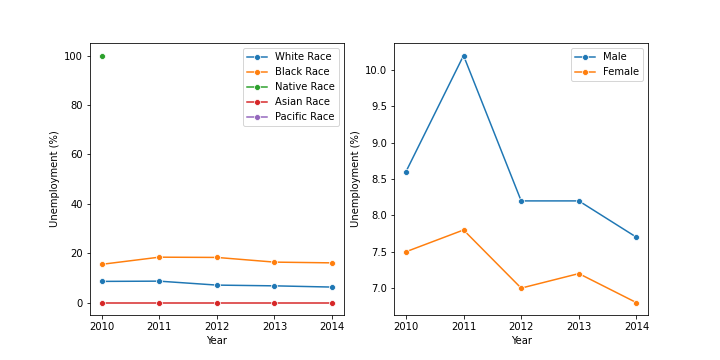 100
80
60
40
20
0
Unemployment (%)
2010 2011 2012 2013 2014
Year
White Race
Black Race
Native Race
Asian Race
Pacific Race
10.0
9.5
9.0
8.5
8.0
7.5
7.0
Unemployment (%)
2010 2011 2012 2013 2014
Year
Male
Female